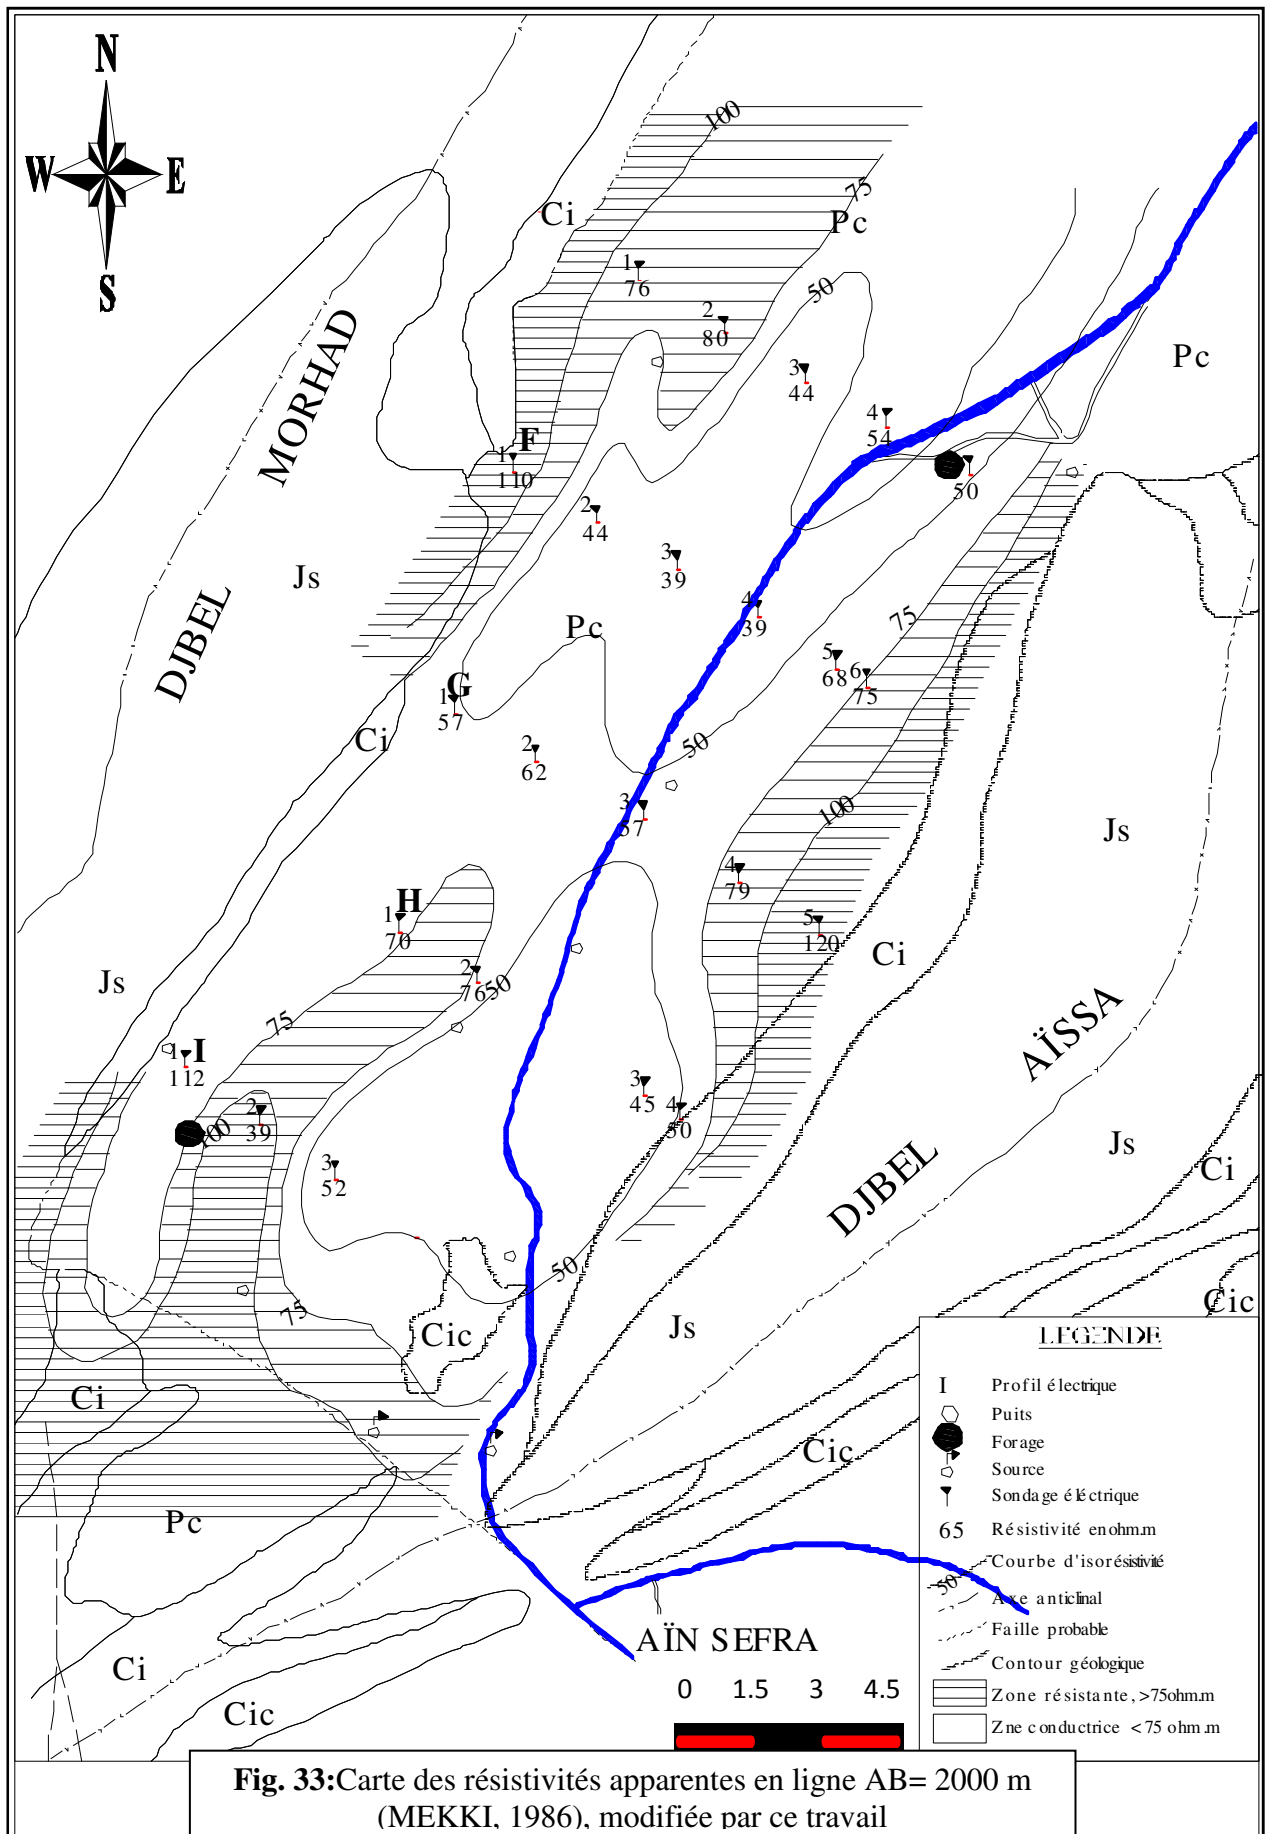 N
W E
S
100
75
Ci
Pc
1
76
50
2
80
Pc
3
44
MORHAD
4
54
F
1
110
50
2
44
3
39
Js
4
39
DJBEL
75
Pc
5
68
6
75
G
1
57
Ci
2
62
50
3
57
100
Js
4
79
H
1
70
5
120
Ci
2
76
50
Js
75
AÏSSA
I
1
112
3
45
4
50
2
39
100
Js
Ci
3
52
DJBEL
50
75
Cic
Js
Cic
Ci
Cic
Pc
AÏN SEFRA
Ci
Cic
0 1.5 3 4.5
LEGENDE
I Profil électrique
Puits
Forage
Source
Sondage éléctrique
65 Résistivité en ohm.m
50 Courbe d'isorésistivité
Axe anticlinal
Faille probable
Contour géologique
Zone résistante, >75ohm.m
Zne conductrice <75 ohm.m
Fig. 33:Carte des résistivités apparentes en ligne AB= 2000 m
(MEKKI, 1986), modifiée par ce travail